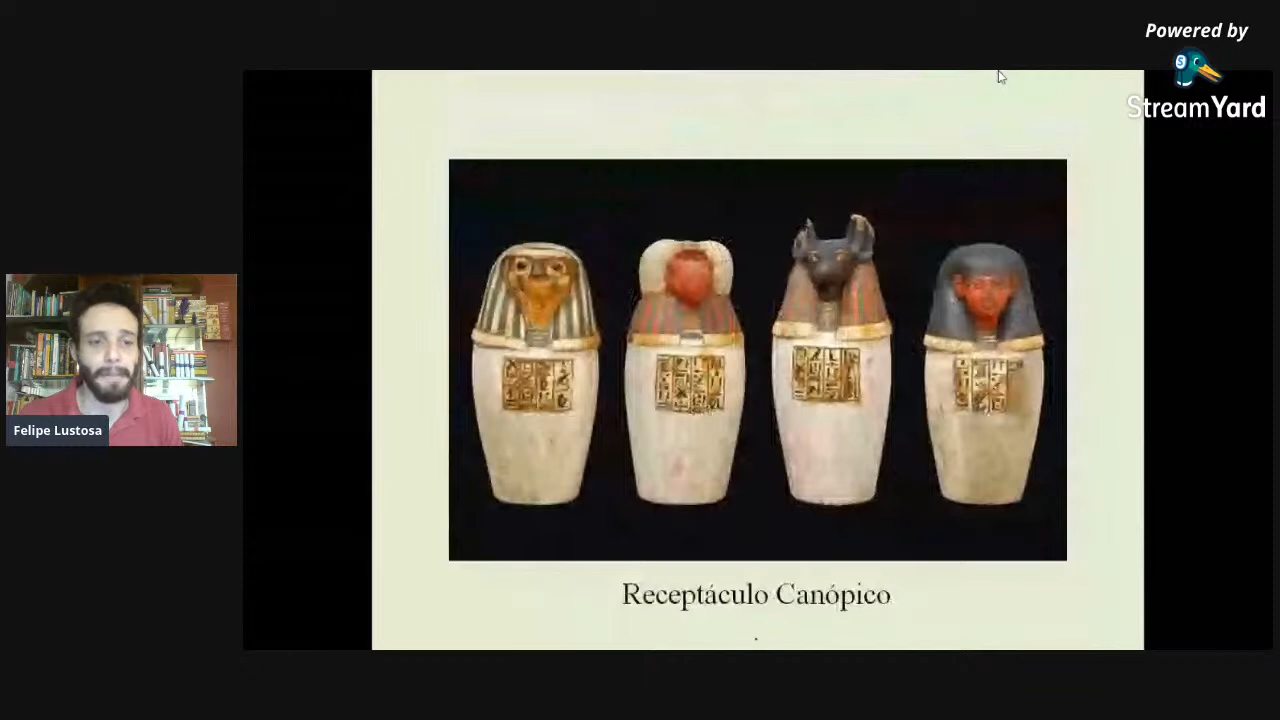 Powered by
StreamYard
Felipe Lustosa
Receptáculo Canópico
.